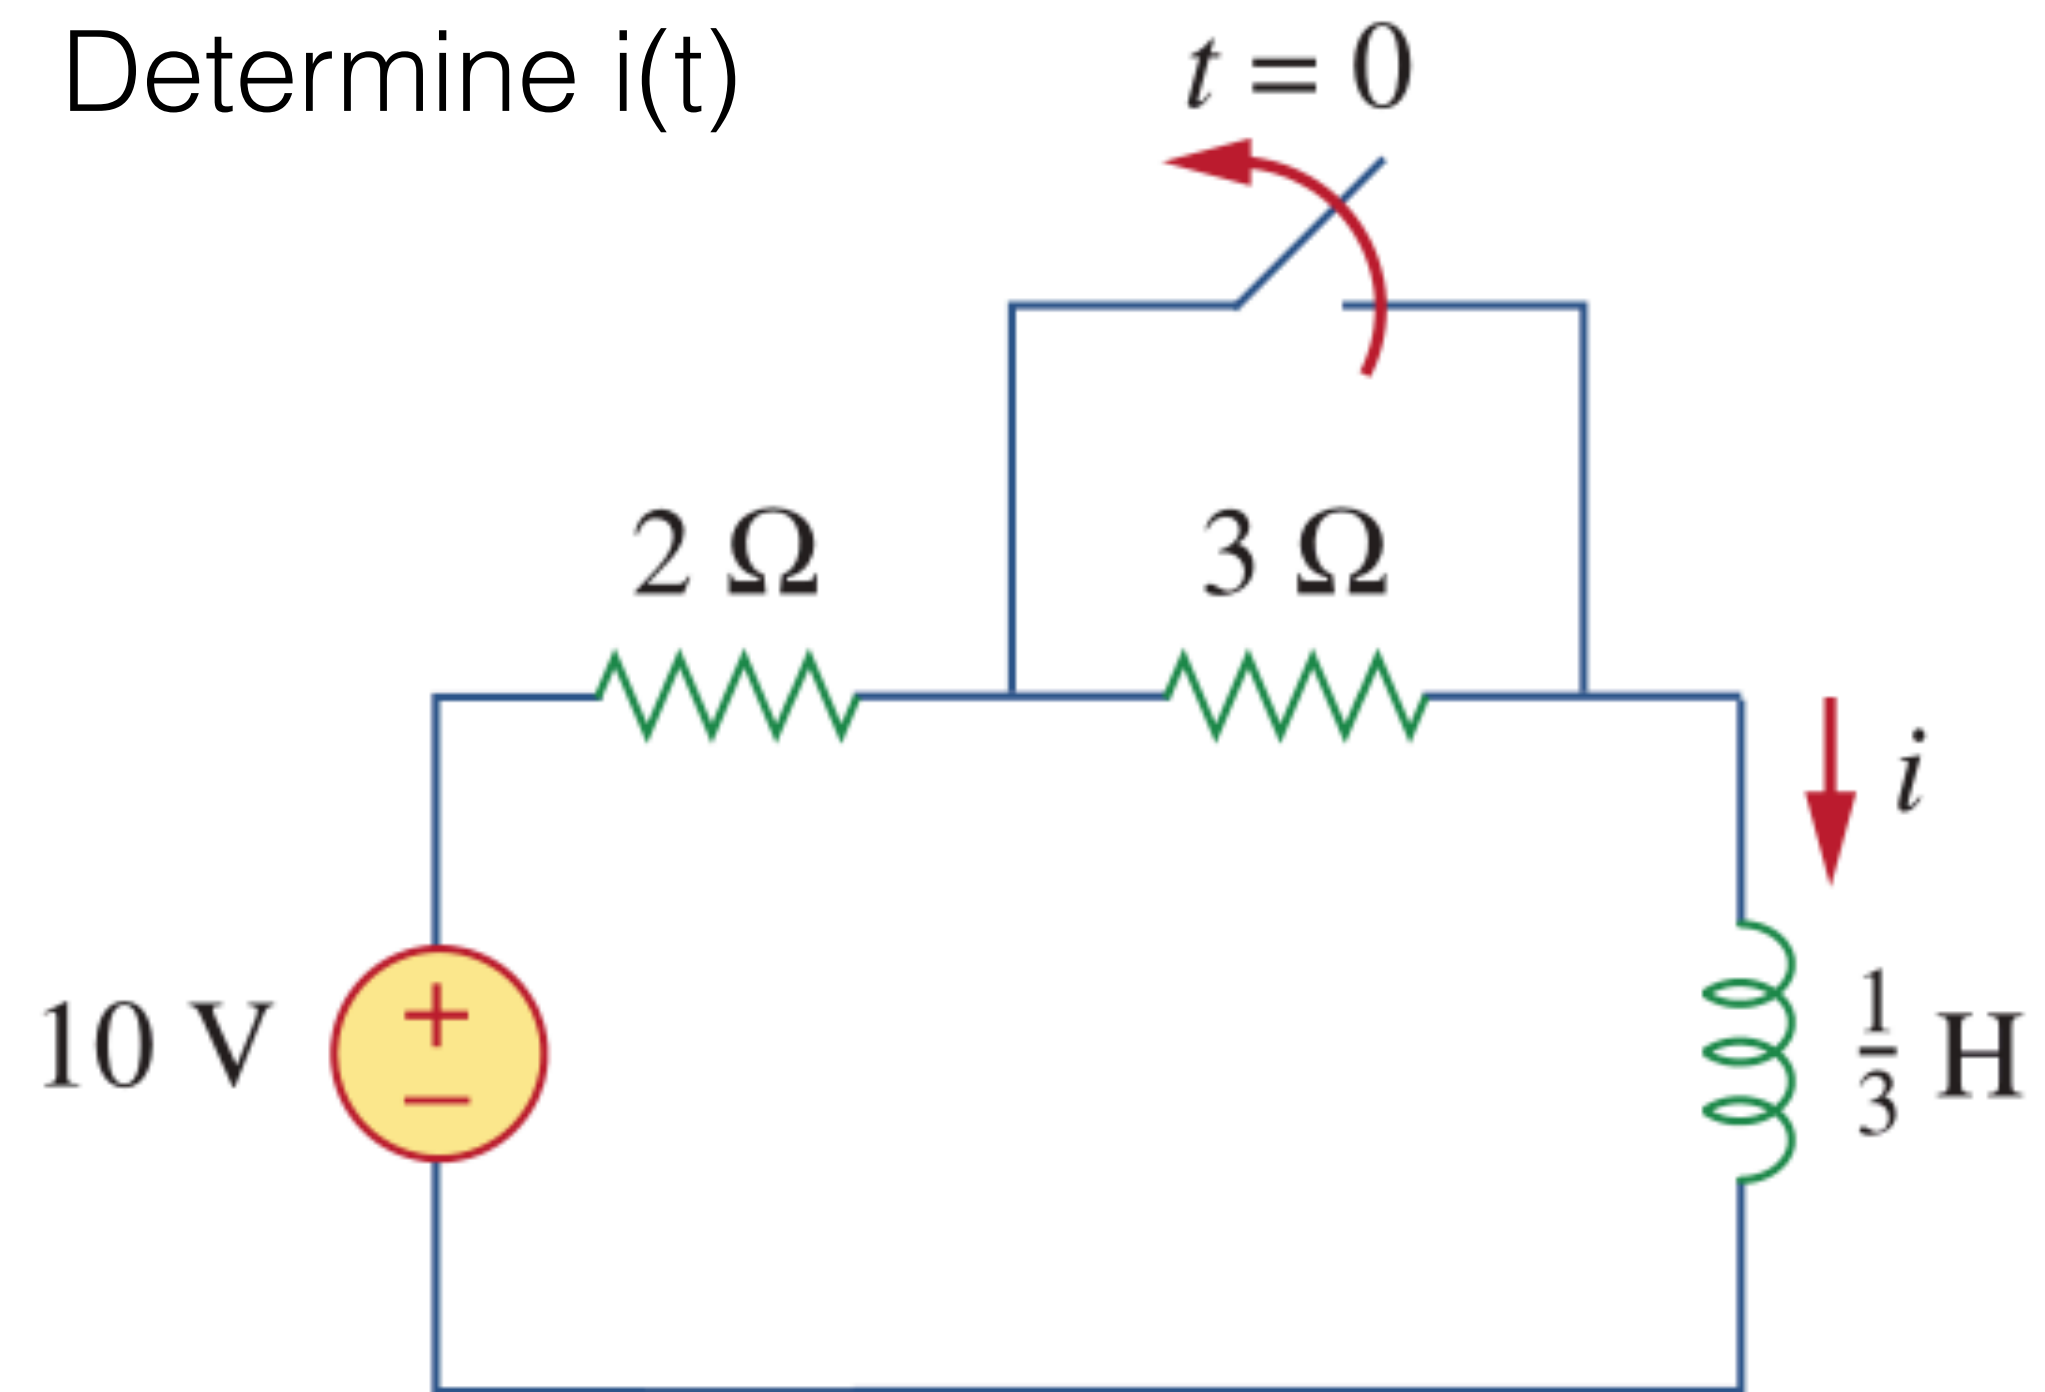 Determine i(t)
t = 0
2 Ω
3 Ω
i
10 V
+
−
1/3 H